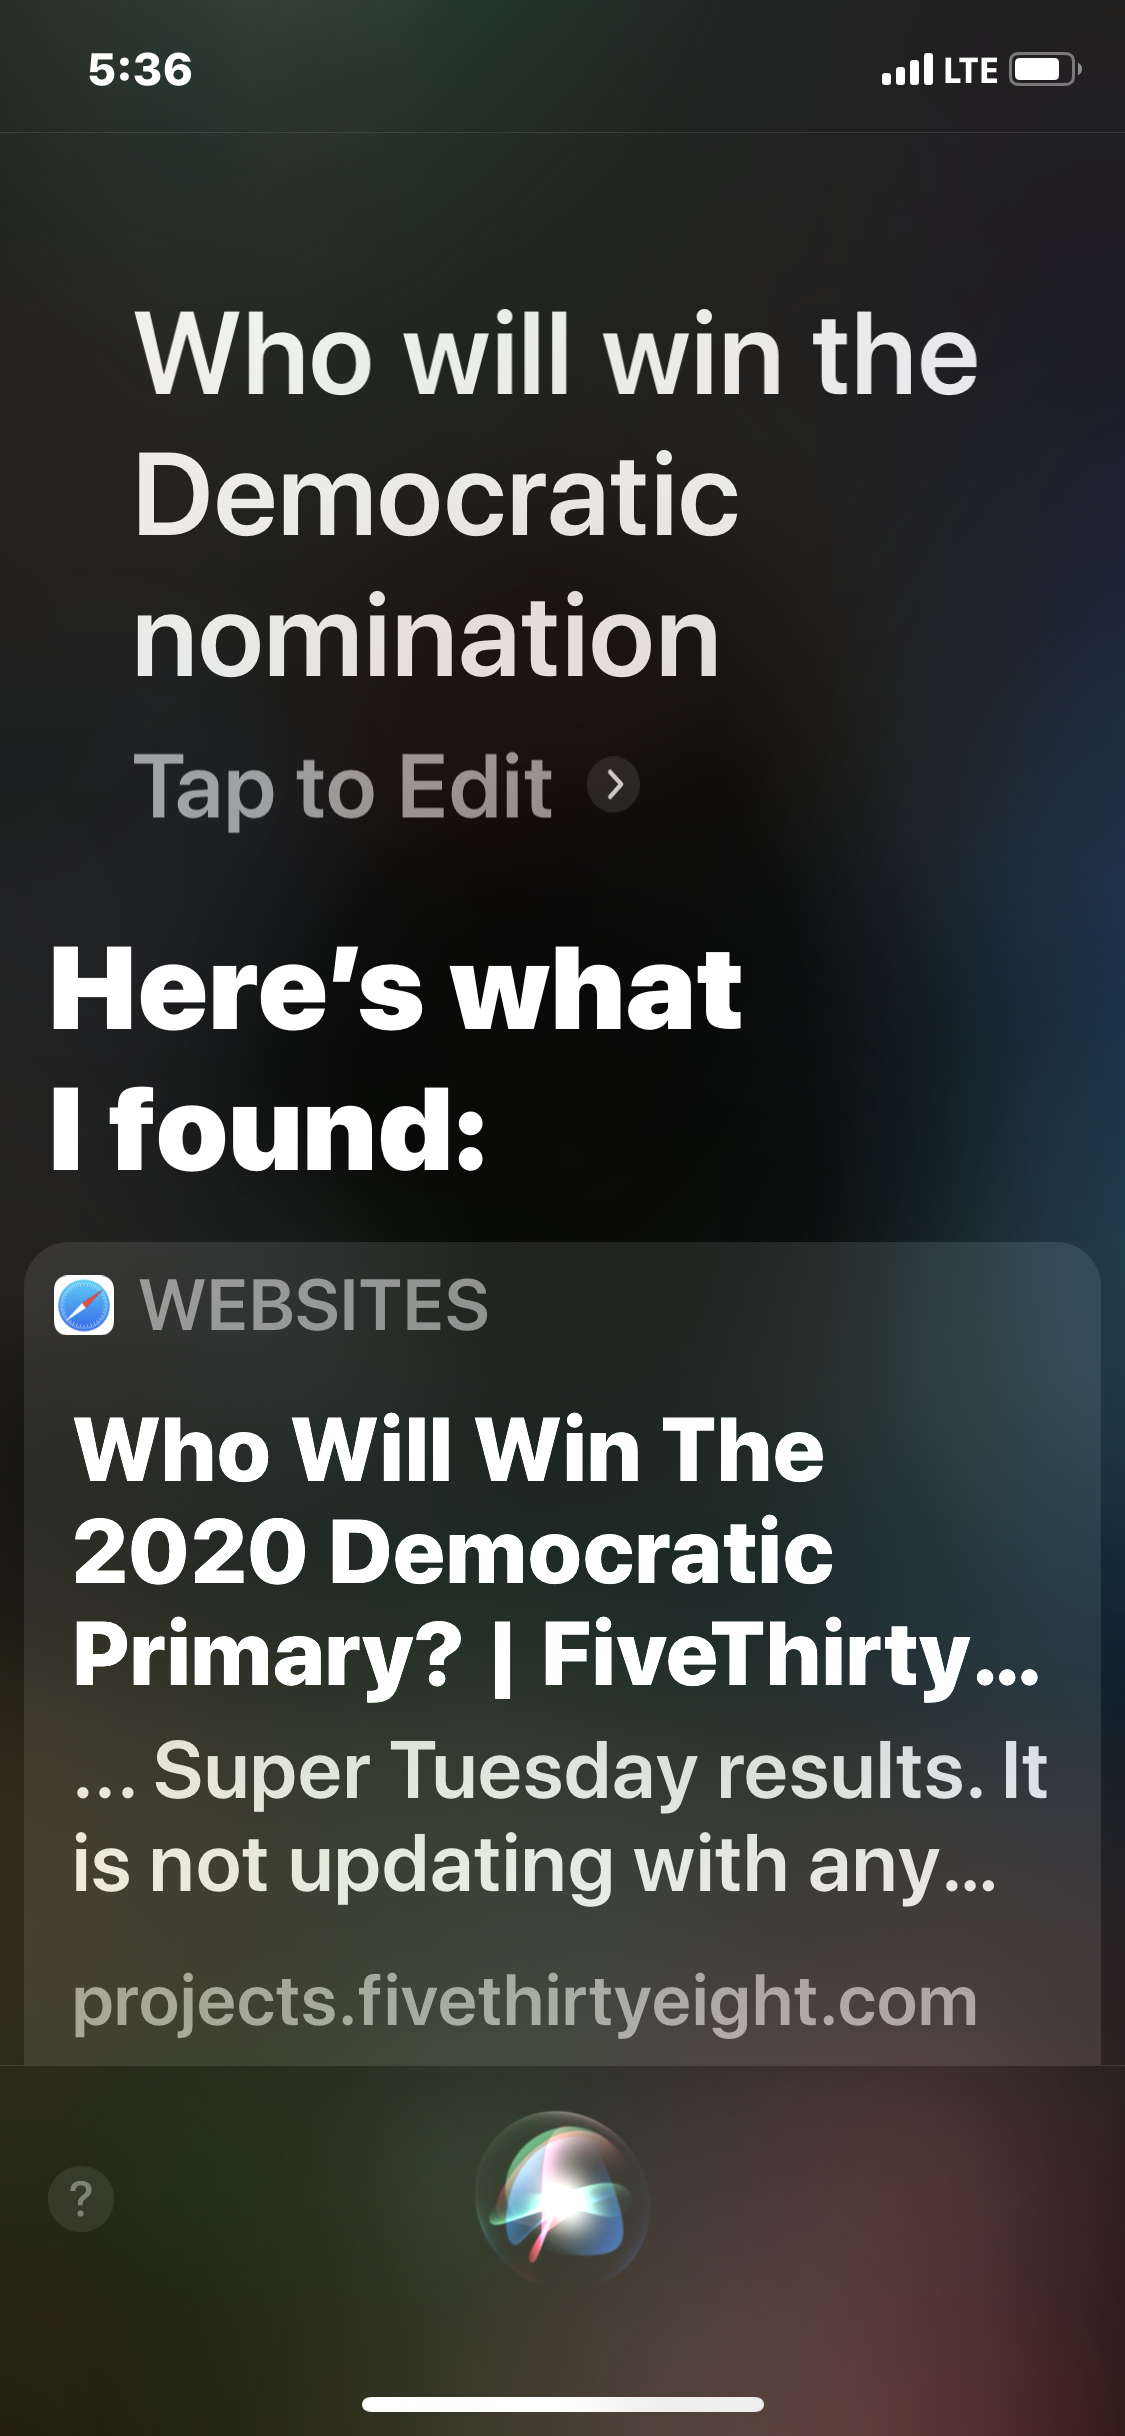 5:36
LTE
Who will win the
Democratic
nomination
Tap to Edit
Here's what
I found:
WEBSITES
Who Will Win The
2020 Democratic
Primary? | FiveThirty...
... Super Tuesday results. It
is not updating with any...
projects.fivethirtyeight.com
?